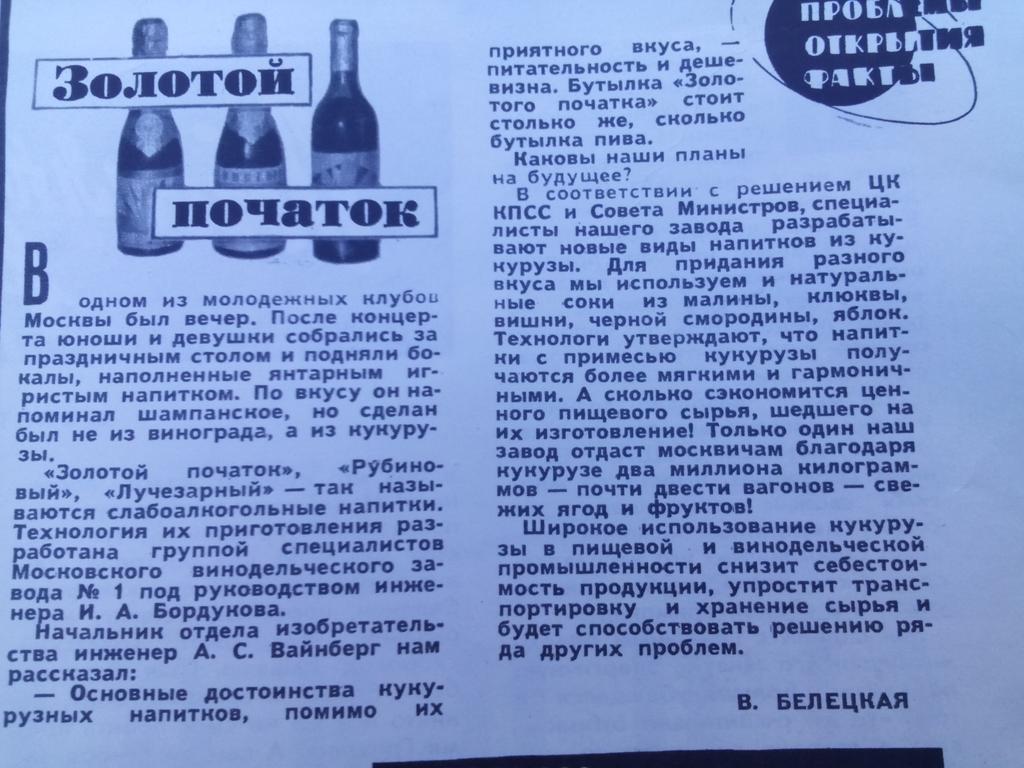 Золотой
початок
В одном из молодежных клубов
Москвы был вечер. После концер-
та юноши и девушки собрались за
праздничным столом и подняли бо-
калы, наполненные янтарным иг-
ристым напитком. По вкусу он на-
поминал шампанское, но сделан
был не из винограда, а из кукуру-
зы.
«Золотой початок», «Рубино-
вый», «Лучезарный» — так назы-
ваются слабоалкогольные напитки.
Технология их приготовления раз-
работана группой специалистов
Московского винодельческого за-
вода № 1 под руководством инже-
нера И. А. Бордукова.
Начальник отдела изобретатель-
ства инженер А. С. Вайнберг нам
рассказал:
— Основные достоинства куку-
рузных напитков, помимо их
приятного вкуса, —
питательность и деше-
визна. Бутылка «Золо-
того початка» стоит
столько же, сколько
бутылка пива.
Каковы наши планы
на будущее?
В соответствии с решением ЦК
КПСС и Совета Министров, специа-
листы нашего завода разрабаты-
вают новые виды напитков из ку-
курузы. Для придания разного
вкуса мы используем и натураль-
ные соки из малины, клюквы,
вишни, черной смородины, яблок.
Технологи утверждают, что напит-
ки с примесью кукурузы полу-
чаются более мягкими и гармонич-
ными. А сколько сэкономится цен-
ного пищевого сырья, шедшего на
их изготовление! Только один наш
завод отдаст москвичам благодаря
кукурузе два миллиона килограм-
мов — почти двести вагонов — све-
жих ягод и фруктов!
Широкое использование кукуру-
зы в пищевой и винодельческой
промышленности снизит себестои-
мость продукции, упростит транс-
портировку и хранение сырья и
будет способствовать решению ря-
да других проблем.
В. БЕЛЕЦКАЯ
ПРОБЛЕМЫ
ОТКРЫТИЯ
ФАКТЫ